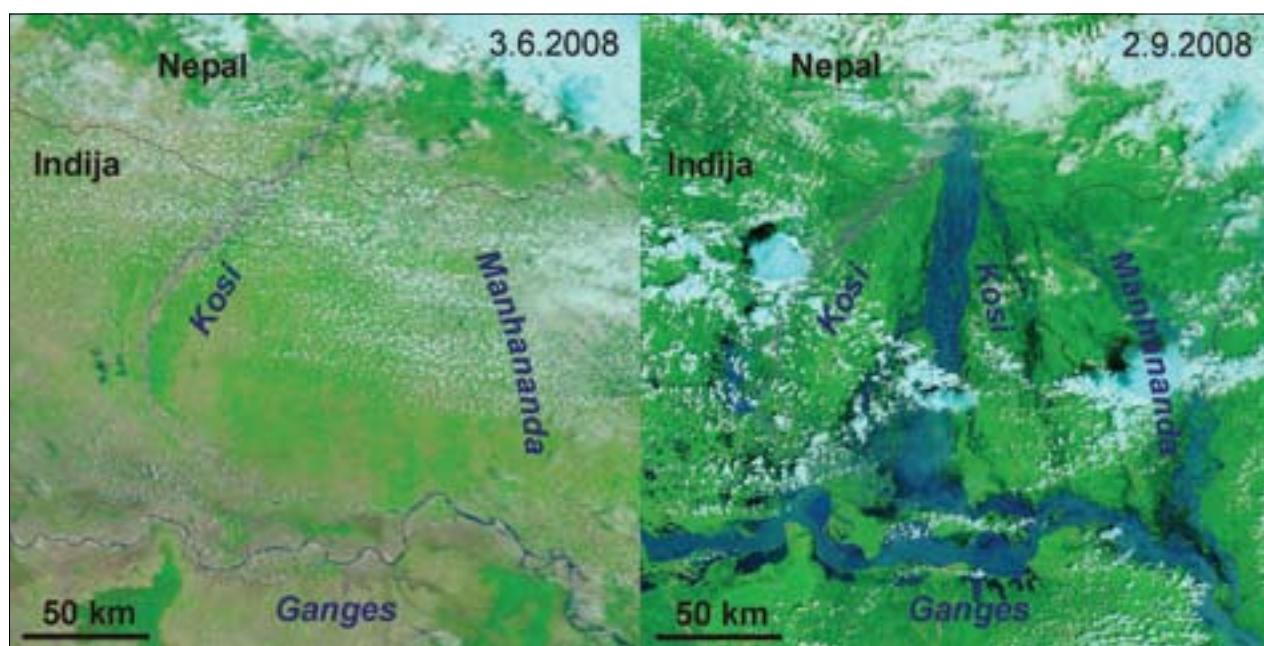 3.6.2008
Nepal
Indija
Kosi
Manhananda
50 km
Ganges
2.9.2008
Nepal
Indija
Kosi
Kosi
Manhananda
50 km
Ganges